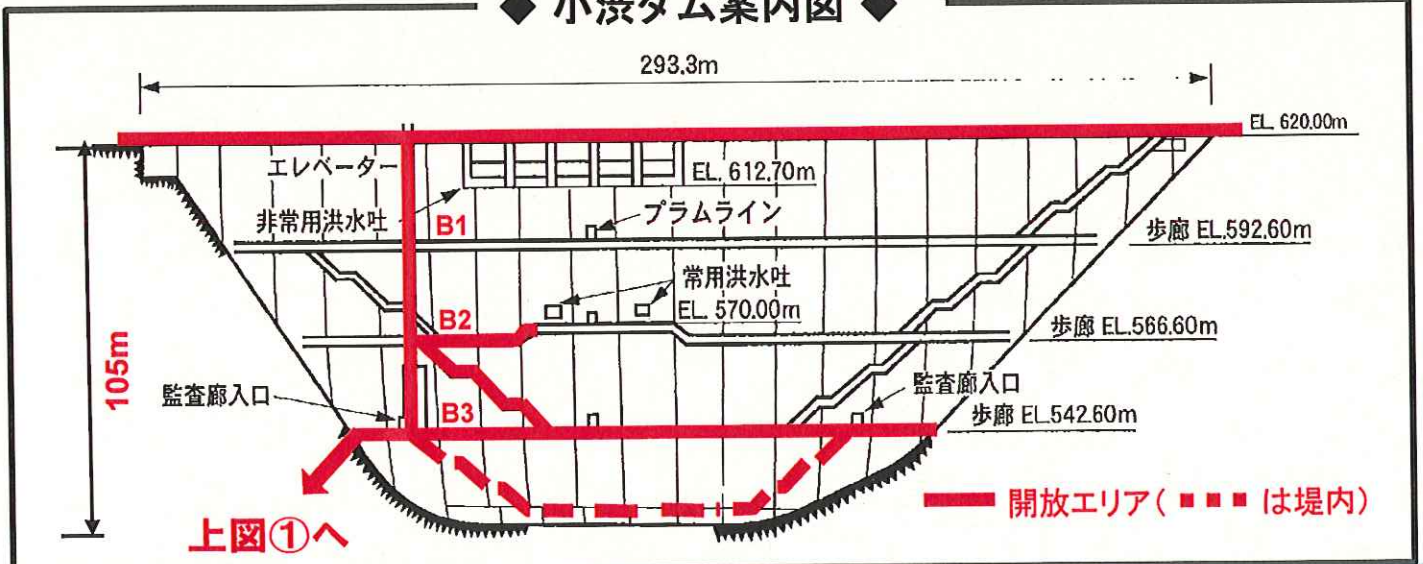 ◆ 小渋ダム案内図 ◆
293.3m
EL. 620.00m
エレベーター
EL. 612.70m
非常用洪水吐
B1
プラムライン
歩廊 EL.592.60m
常用洪水吐
B2
EL. 570.00m
歩廊 EL.566.60m
105m
監査廊入口
B3
監査廊入口
歩廊 EL.542.60m
開放エリア( ■ ■ ■ は堤内)
上図①へ